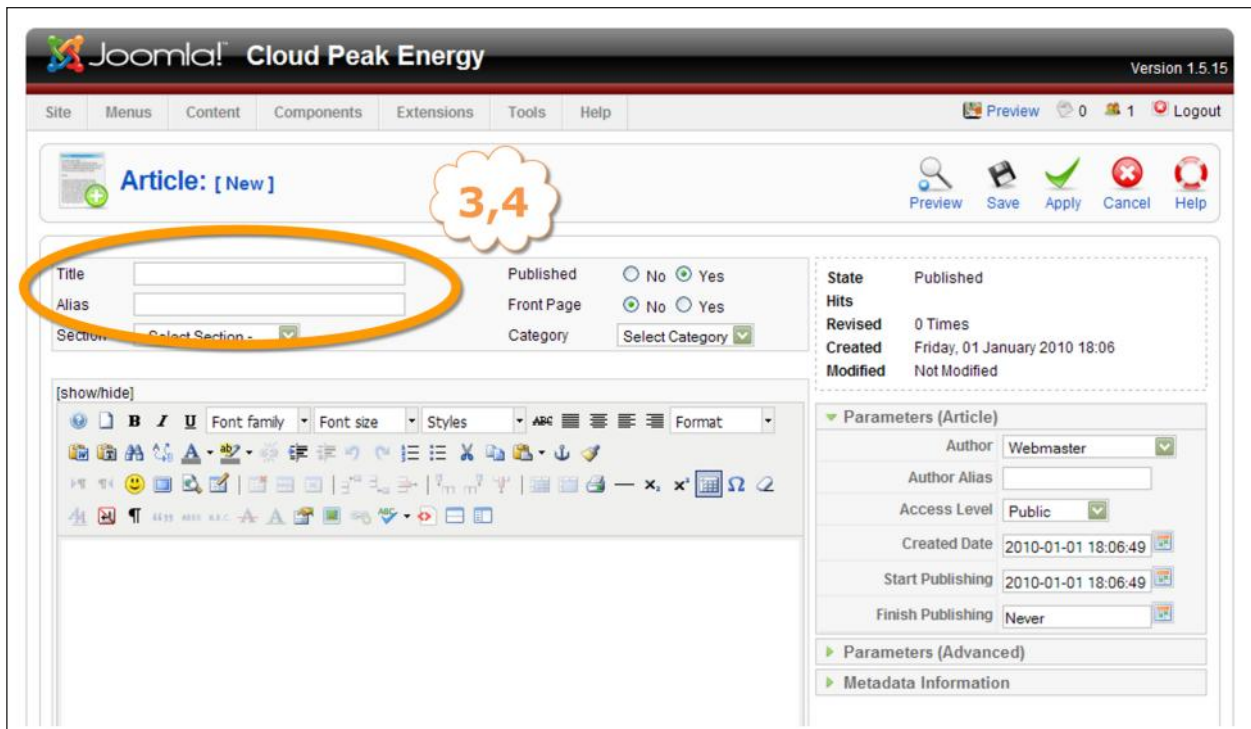 Joomla! Cloud Peak Energy
Version 1.5.15
Site Menus Content Components Extensions Tools Help Preview 0 1 Logout
Article: [ New ]
3,4
Preview Save Apply Cancel Help
Title Published No Yes
Alias Front Page No Yes
Section - Select Section - Category Select Category
State Published
Hits
Revised 0 Times
Created Friday, 01 January 2010 18:06
Modified Not Modified
[show/hide]
B I U Font family Font size Styles ABC Format
Parameters (Article)
Author Webmaster
Author Alias
Access Level Public
Created Date 2010-01-01 18:06:49
Start Publishing 2010-01-01 18:06:49
Finish Publishing Never
Parameters (Advanced)
Metadata Information